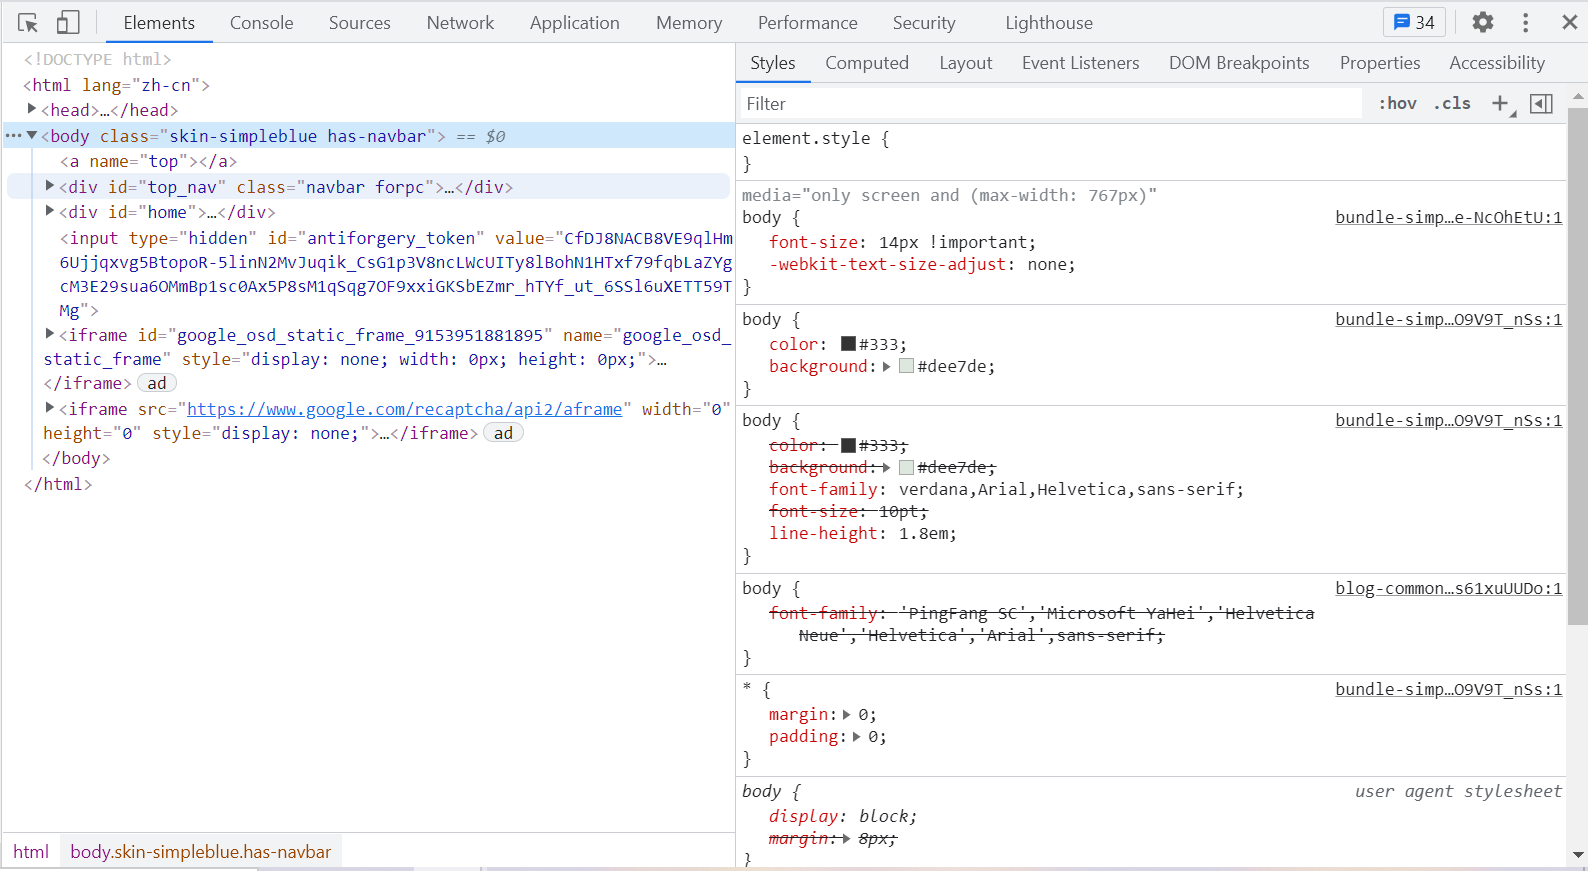 Elements Console Sources Network Application Memory Performance Security Lighthouse 34
<!DOCTYPE html>
<html lang="zh-cn">
<head>…</head>
<body class="skin-simpleblue has-navbar"> == $0
<a name="top"></a>
<div id="top_nav" class="navbar forpc">…</div>
<div id="home">…</div>
<input type="hidden" id="antiforgery_token" value="CfDJ8NACB8VE9qlHm
6Ujjqxvg5BtopoR-5linN2MvJuqik_CsG1p3V8ncLWcUITy8lBohN1HTxf79fqbLaZYg
cM3E29sua6OMmBp1sc0Ax5P8sM1qSqg7OF9xxiGKSbEZmr_hTYf_ut_6SSl6uXETT59T
Mg">
<iframe id="google_osd_static_frame_9153951881895" name="google_osd_
static_frame" style="display: none; width: 0px; height: 0px;">…
</iframe> ad
<iframe src="https://www.google.com/recaptcha/api2/aframe" width="0"
height="0" style="display: none;">…</iframe> ad
</body>
</html>
html body.skin-simpleblue.has-navbar
Styles Computed Layout Event Listeners DOM Breakpoints Properties Accessibility
Filter :hov .cls
element.style {
}
media="only screen and (max-width: 767px)"
body { bundle-simp…e-NcOhEtU:1
font-size: 14px !important;
-webkit-text-size-adjust: none;
}
body { bundle-simp…O9V9T_nSs:1
color: #333;
background: #dee7de;
}
body { bundle-simp…O9V9T_nSs:1
color: #333;
background: #dee7de;
font-family: verdana,Arial,Helvetica,sans-serif;
font-size: 10pt;
line-height: 1.8em;
}
body { blog-common…s61xuUUDo:1
font-family: 'PingFang SC','Microsoft YaHei','Helvetica
Neue','Helvetica','Arial',sans-serif;
}
* { bundle-simp…O9V9T_nSs:1
margin: 0;
padding: 0;
}
body { user agent stylesheet
display: block;
margin: 8px;
}